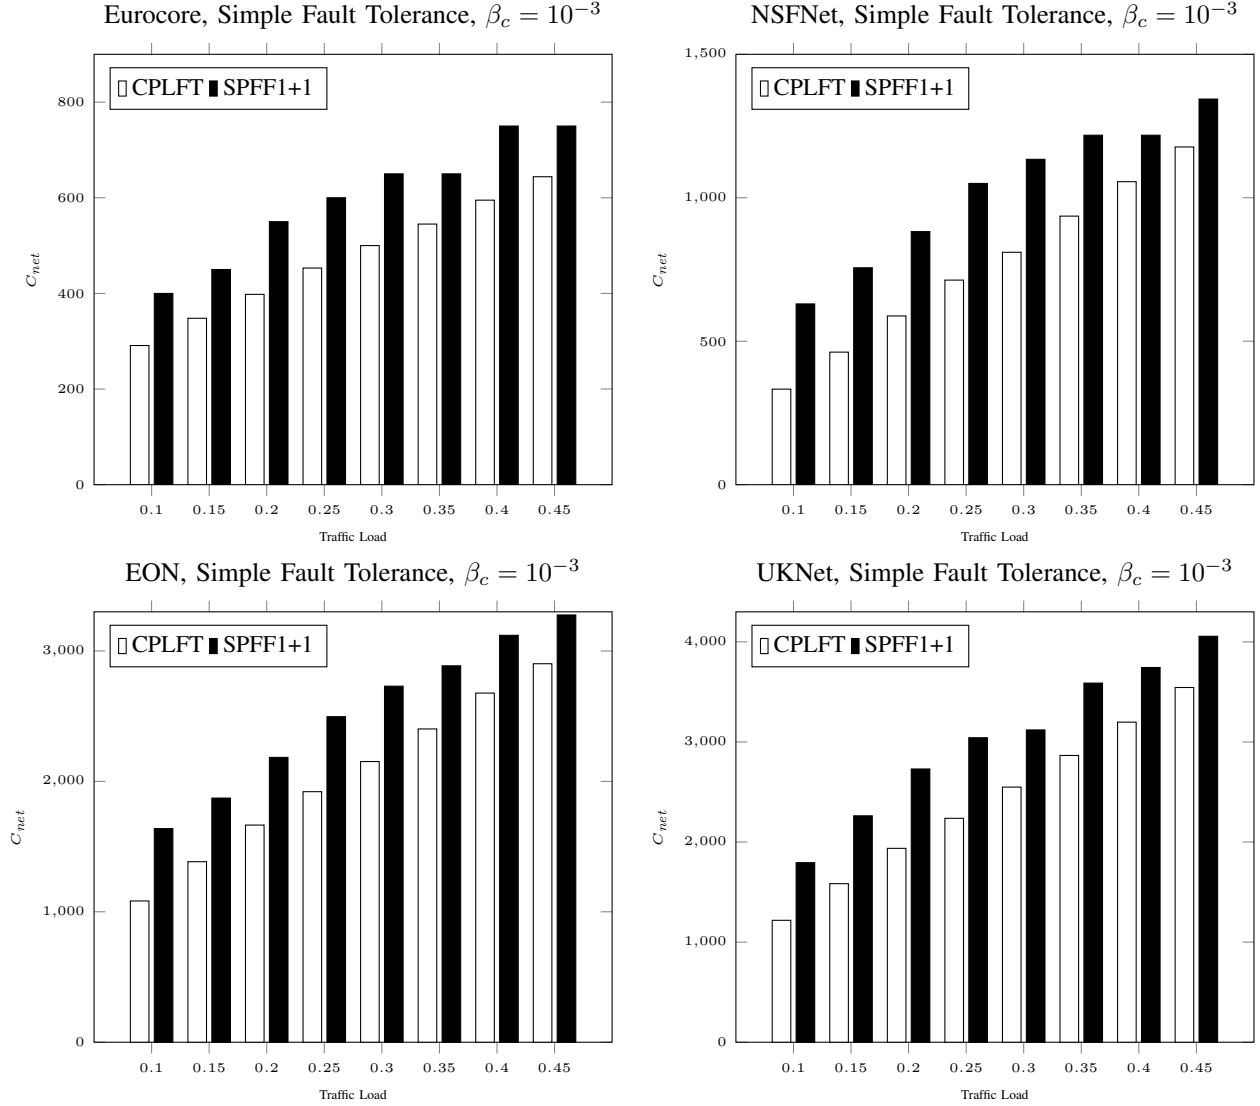 Eurocore, Simple Fault Tolerance, β_c = 10^−3
CPLFT SPFF1+1
800
600
400
200
0
C_net
0.1 0.15 0.2 0.25 0.3 0.35 0.4 0.45
Traffic Load
NSFNet, Simple Fault Tolerance, β_c = 10^−3
CPLFT SPFF1+1
1,500
1,000
500
0
C_net
0.1 0.15 0.2 0.25 0.3 0.35 0.4 0.45
Traffic Load
EON, Simple Fault Tolerance, β_c = 10^−3
CPLFT SPFF1+1
3,000
2,000
1,000
0
C_net
0.1 0.15 0.2 0.25 0.3 0.35 0.4 0.45
Traffic Load
UKNet, Simple Fault Tolerance, β_c = 10^−3
CPLFT SPFF1+1
4,000
3,000
2,000
1,000
0
C_net
0.1 0.15 0.2 0.25 0.3 0.35 0.4 0.45
Traffic Load